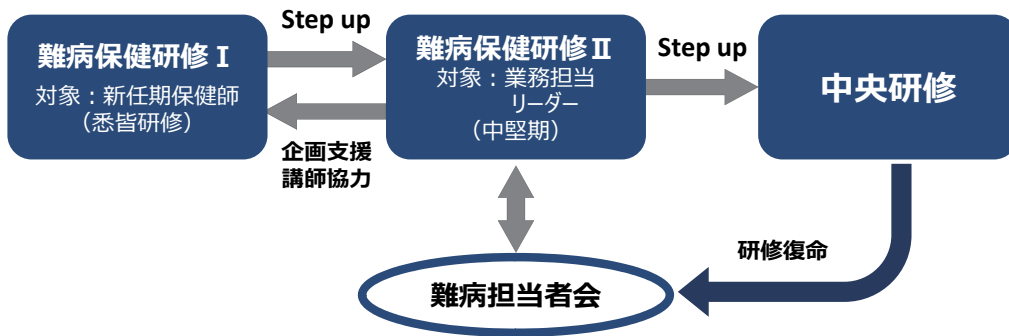 難病保健研修Ⅰ
対象：新任期保健師
（悉皆研修）
Step up
企画支援
講師協力
難病保健研修Ⅱ
対象：業務担当
リーダー
（中堅期）
Step up
中央研修
研修復命
難病担当者会